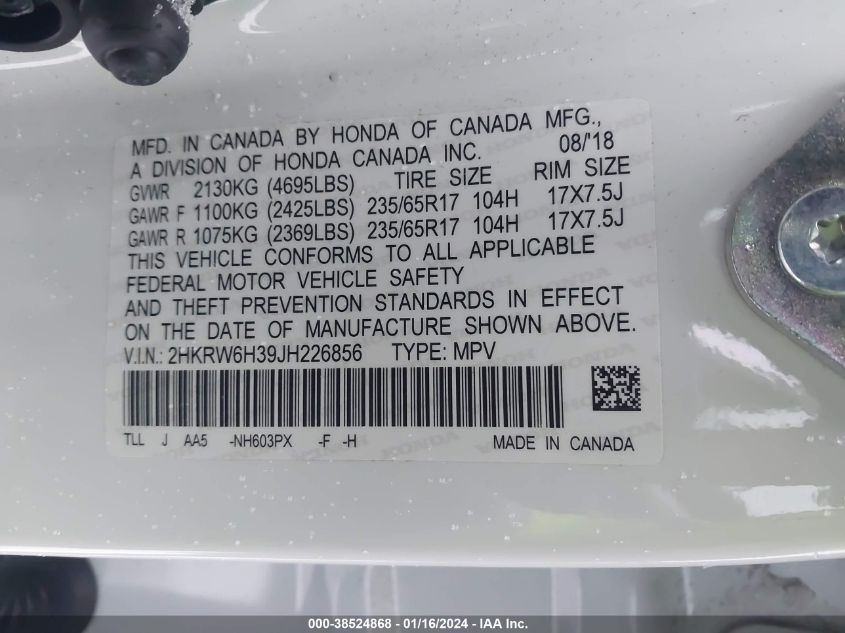 MFD. IN CANADA BY HONDA OF CANADA MFG.,
A DIVISION OF HONDA CANADA INC. 08/'18
GVWR 2130KG (4695LBS) TIRE SIZE RIM SIZE
GAWR F 1100KG (2425LBS) 235/65R17 104H 17X7.5J
GAWR R 1075KG (2369LBS) 235/65R17 104H 17X7.5J
THIS VEHICLE CONFORMS TO ALL APPLICABLE
FEDERAL MOTOR VEHICLE SAFETY
AND THEFT PREVENTION STANDARDS IN EFFECT
ON THE DATE OF MANUFACTURE SHOWN ABOVE.
V.I.N.: 2HKRW6H39JH226856 TYPE: MPV
TLL J AA5 -NH603PX -F -H MADE IN CANADA
000-38524868 - 01/16/2024 - IAA Inc.